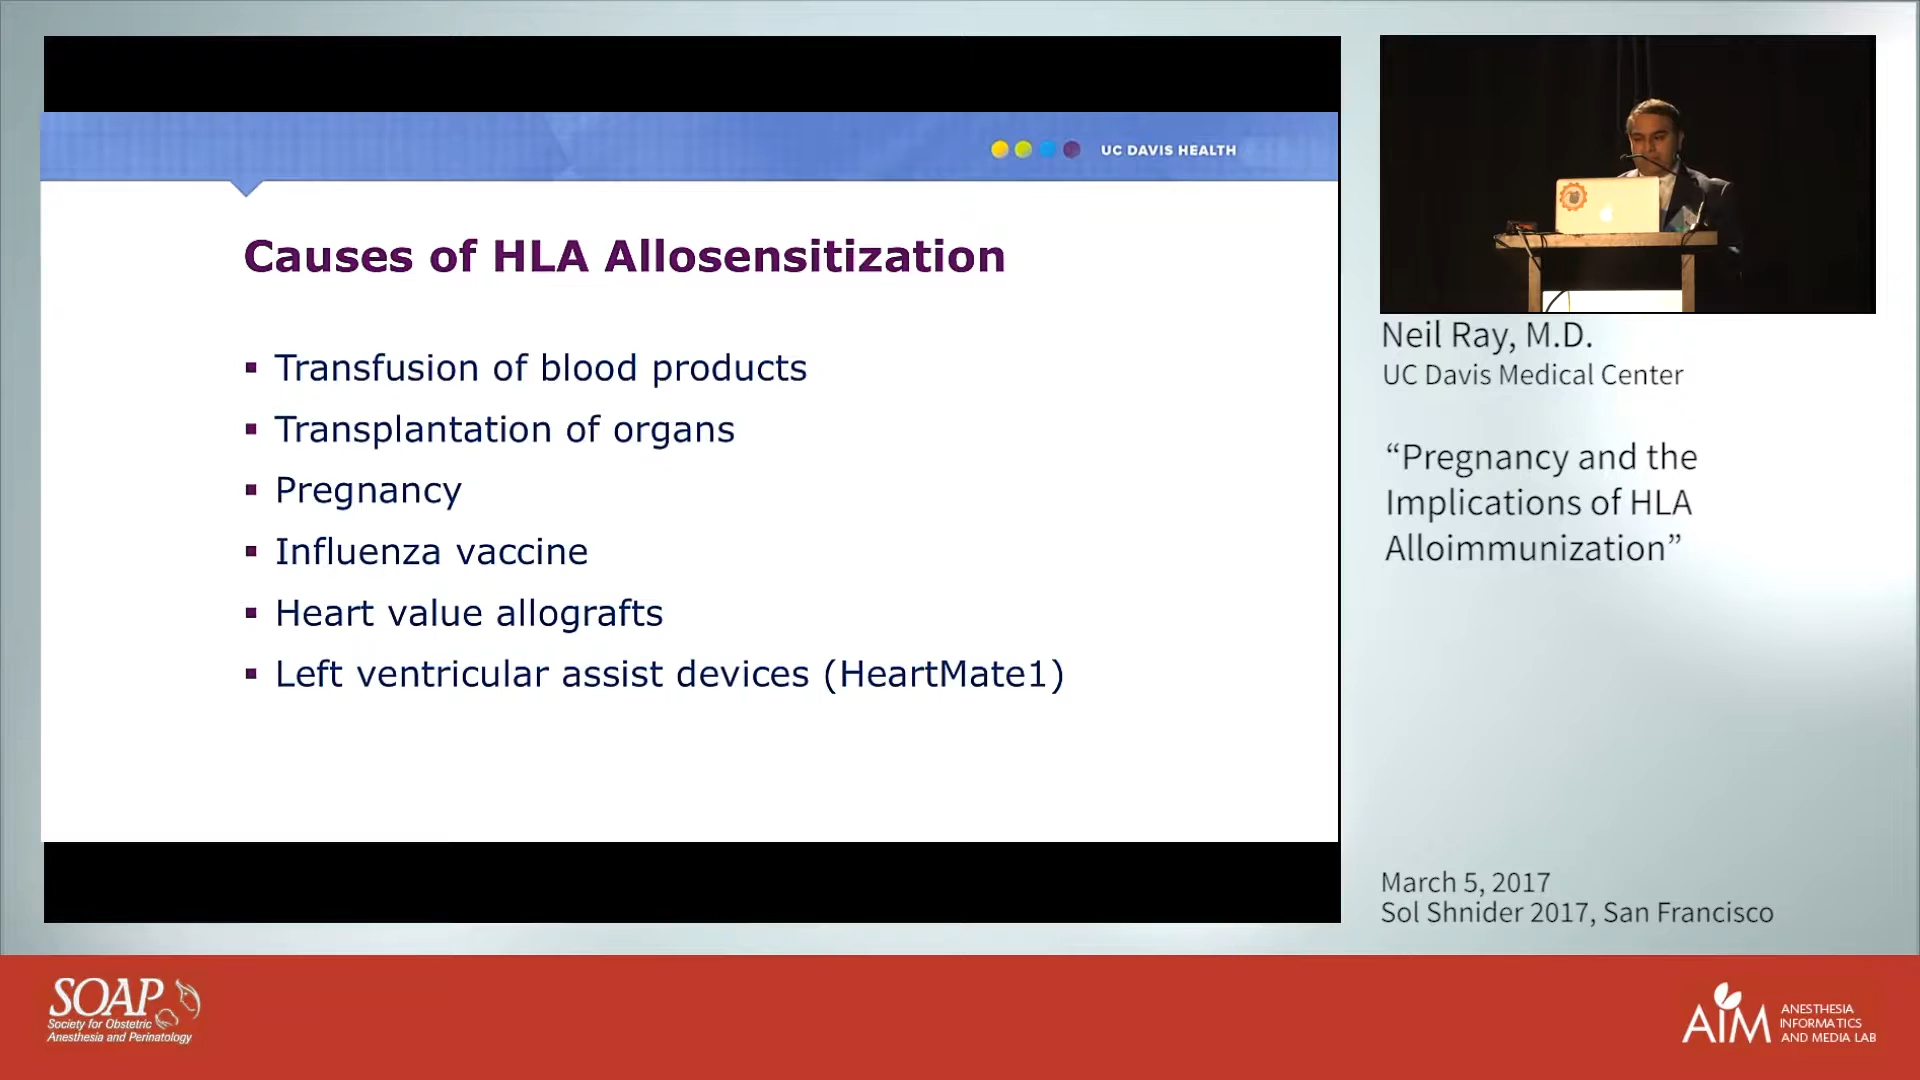 UC DAVIS HEALTH
Causes of HLA Allosensitization
▪ Transfusion of blood products
▪ Transplantation of organs
▪ Pregnancy
▪ Influenza vaccine
▪ Heart value allografts
▪ Left ventricular assist devices (HeartMate1)
Neil Ray, M.D.
UC Davis Medical Center
“Pregnancy and the
Implications of HLA
Alloimmunization”
March 5, 2017
Sol Shnider 2017, San Francisco
SOAP
Society for Obstetric
Anesthesia and Perinatology
AIM
ANESTHESIA
INFORMATICS
AND MEDIA LAB